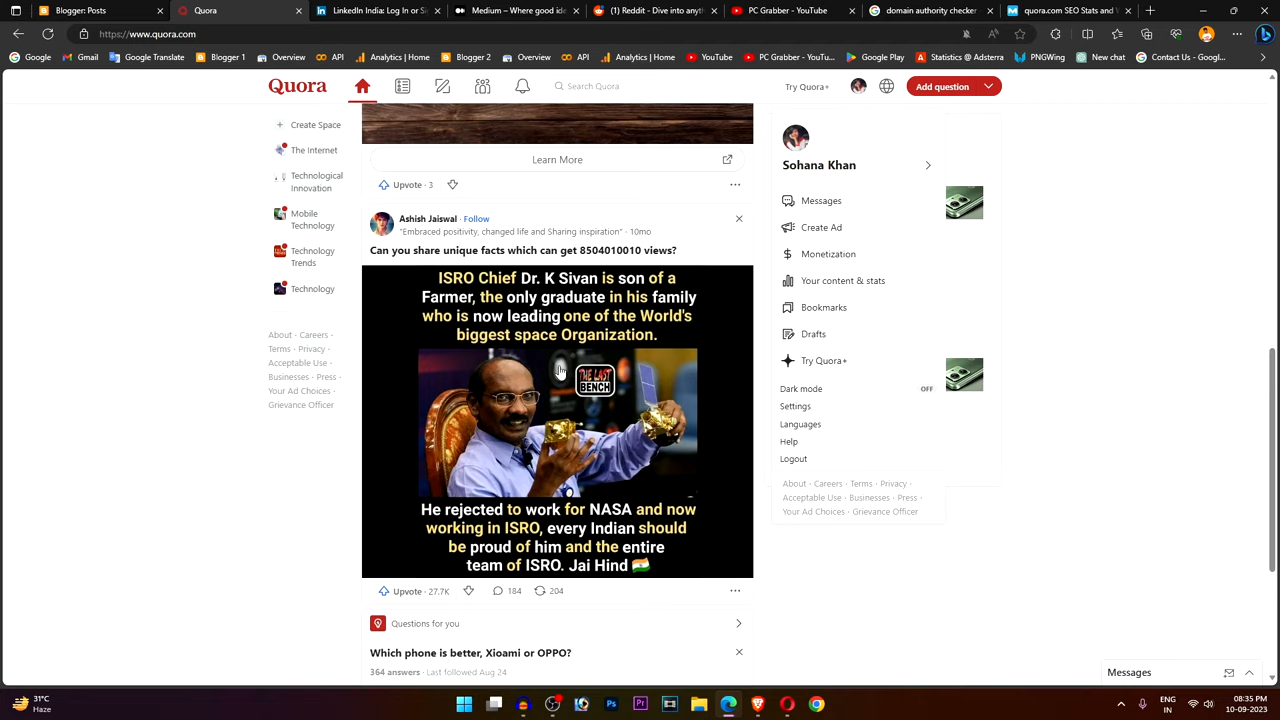 Blogger: Posts
Quora
LinkedIn India: Log In or Si
Medium – Where good ide
(1) Reddit - Dive into anyth
PC Grabber - YouTube
domain authority checker
quora.com SEO Stats and
https://www.quora.com
Google
Gmail
Google Transl...
Blogger 1
Overview
API
Analytics | Home
YouTube
Blogger 2
Overview
API
Analytics | Home
YouTube
PC Grabber - YouTu...
Google Play
Statistics @ Adsterra
PNGWing
New chat
Contact Us - Googl...
Quora
Search Quora
Try Quora+
Add question
Create Space
The Internet
Technological
Innovation
Mobile
Technology
Technology
Trends
Technology
About · Careers ·
Terms · Privacy ·
Acceptable Use ·
Businesses · Press ·
Your Ad Choices ·
Grievance Officer
Learn More
Upvote · 3
Ashish Jaiswal · Follow
"Embraced positivity, changed life and Sharing inspiration" · 10mo
Can you share unique facts which can get 8504010010 views?
ISRO Chief Dr. K Sivan is son of a
Farmer, the only graduate in his family
who is now leading one of the World's
biggest space Organization.
THE LAST
BENCH
He rejected to work for NASA and now
working in ISRO, every Indian should
be proud of him and the entire
team of ISRO. Jai Hind 🇮🇳
Upvote · 27.7K
184
204
Questions for you
Which phone is better, Xioami or OPPO?
364 answers · Last followed Aug 24
Sohana Khan
Messages
Create Ad
Monetization
Your content & stats
Bookmarks
Drafts
Try Quora+
Dark mode
OFF
Settings
Languages
Help
Logout
About · Careers · Terms · Privacy ·
Acceptable Use · Businesses · Press ·
Your Ad Choices · Grievance Officer
Messages
31°C
Haze
ENG
IN
08:35 PM
10-09-2023